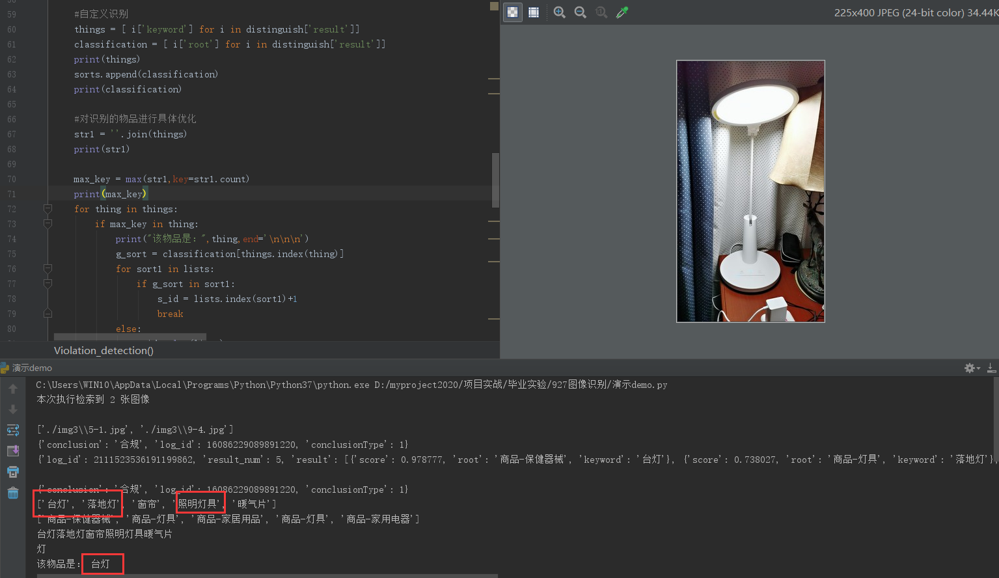 59 #自定义识别
60 things = [ i['keyword'] for i in distinguish['result']]
61 classification = [ i['root'] for i in distinguish['result']]
62 print(things)
63 sorts.append(classification)
64 print(classification)
65
66 #对识别的物品进行具体优化
67 str1 = ''.join(things)
68 print(str1)
69
70 max_key = max(str1,key=str1.count)
71 print(max_key)
72 for thing in things:
73 if max_key in thing:
74 print("该物品是: ",thing,end='\n\n\n')
75 g_sort = classification[things.index(thing)]
76 for sort1 in lists:
77 if g_sort in sort1:
78 s_id = lists.index(sort1)+1
79 break
80 else:
Violation_detection()
225x400 JPEG (24-bit color) 34.44K
演示demo
C:\Users\WIN10\AppData\Local\Programs\Python\Python37\python.exe D:/myproject2020/项目实战/毕业实验/927图像识别/演示demo.py
本次执行检索到 2 张图像
['./img3\\5-1.jpg', './img3\\9-4.jpg']
{'conclusion': '合规', 'log_id': 16086229089891220, 'conclusionType': 1}
{'log_id': 2111523536191199862, 'result_num': 5, 'result': [{'score': 0.978777, 'root': '商品-保健器械', 'keyword': '台灯'}, {'score': 0.738027, 'root': '商品-灯具', 'keyword': '落地灯'},
{'conclusion': '合规', 'log_id': 16086229089891220, 'conclusionType': 1}
['台灯', '落地灯', '窗帘', '照明灯具', '暖气片']
['商品-保健器械', '商品-灯具', '商品-家居用品', '商品-灯具', '商品-家用电器']
台灯落地灯窗帘照明灯具暖气片
灯
该物品是: 台灯